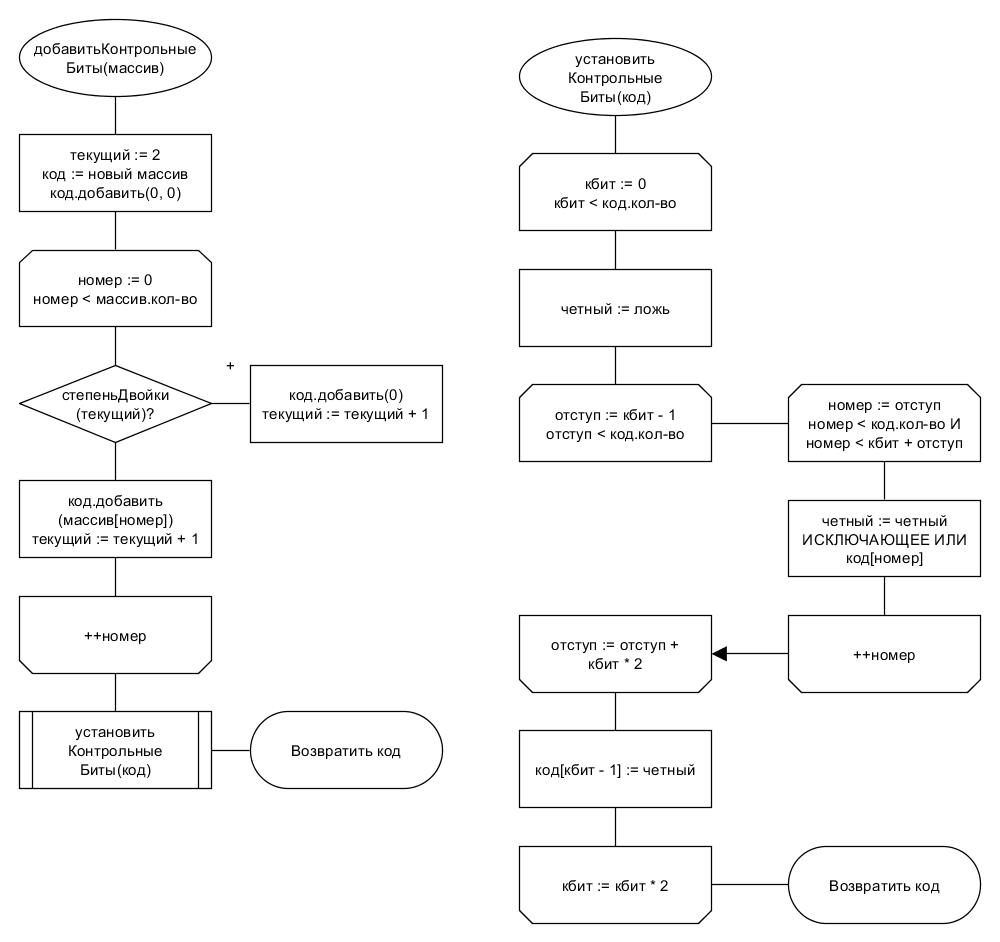 добавитьКонтрольные
Биты(массив)
текущий := 2
код := новый массив
код.добавить(0, 0)
номер := 0
номер < массив.кол-во
степеньДвойки
(текущий)?
+
код.добавить(0)
текущий := текущий + 1
код.добавить
(массив[номер])
текущий := текущий + 1
++номер
установить
Контрольные
Биты(код)
Возвратить код
установить
Контрольные
Биты(код)
кбит := 0
кбит < код.кол-во
четный := ложь
отступ := кбит - 1
отступ < код.кол-во
номер := отступ
номер < код.кол-во И
номер < кбит + отступ
четный := четный
ИСКЛЮЧАЮЩЕЕ ИЛИ
код[номер]
++номер
отступ := отступ +
кбит * 2
код[кбит - 1] := четный
кбит := кбит * 2
Возвратить код